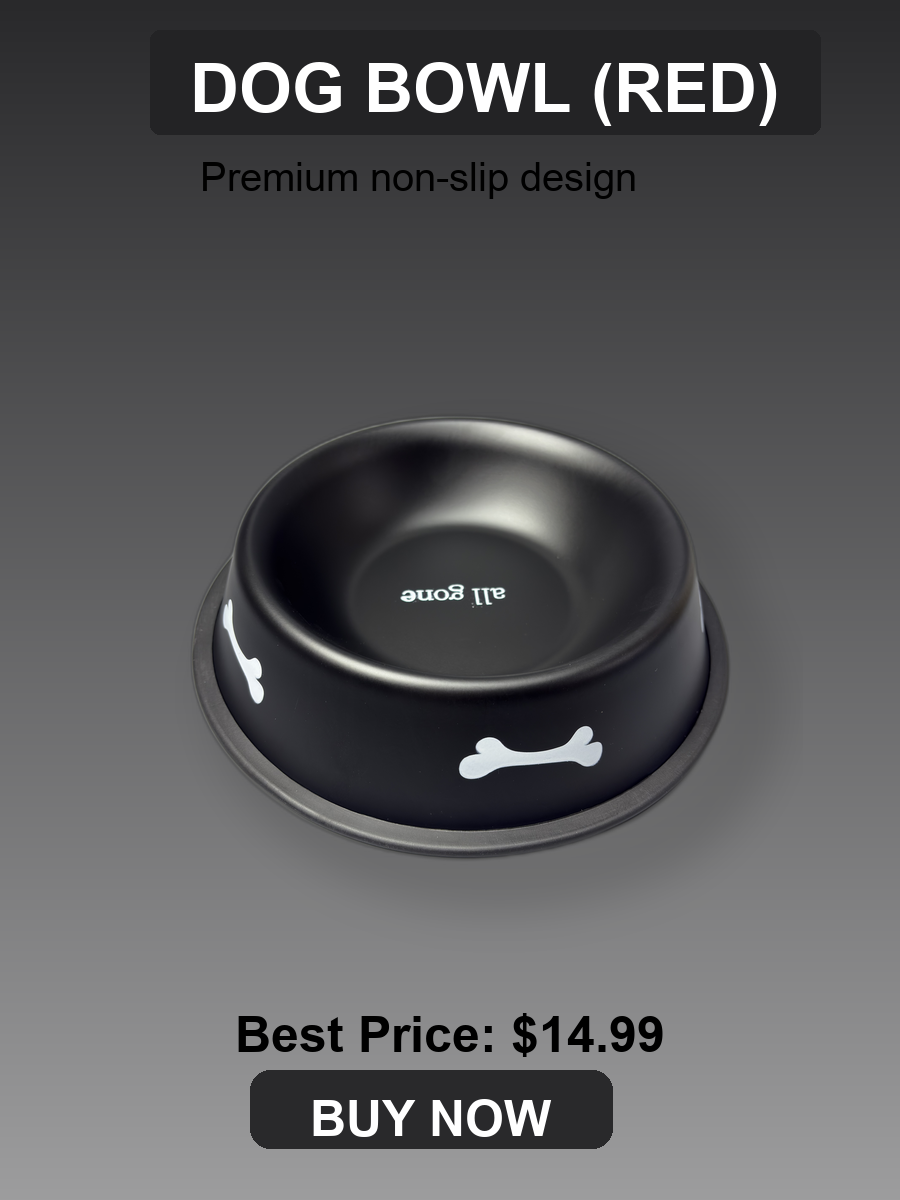 DOG BOWL (RED)
Premium non-slip design
all gone
Best Price: $14.99
BUY NOW